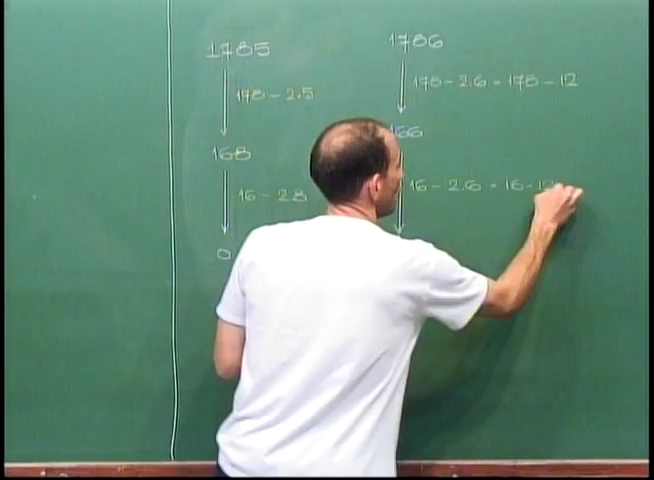 1785
178 - 2.5
168
16 - 2.8
0
1786
178 - 2.6 = 178 - 12
166
16 - 2.6 = 16 - 12